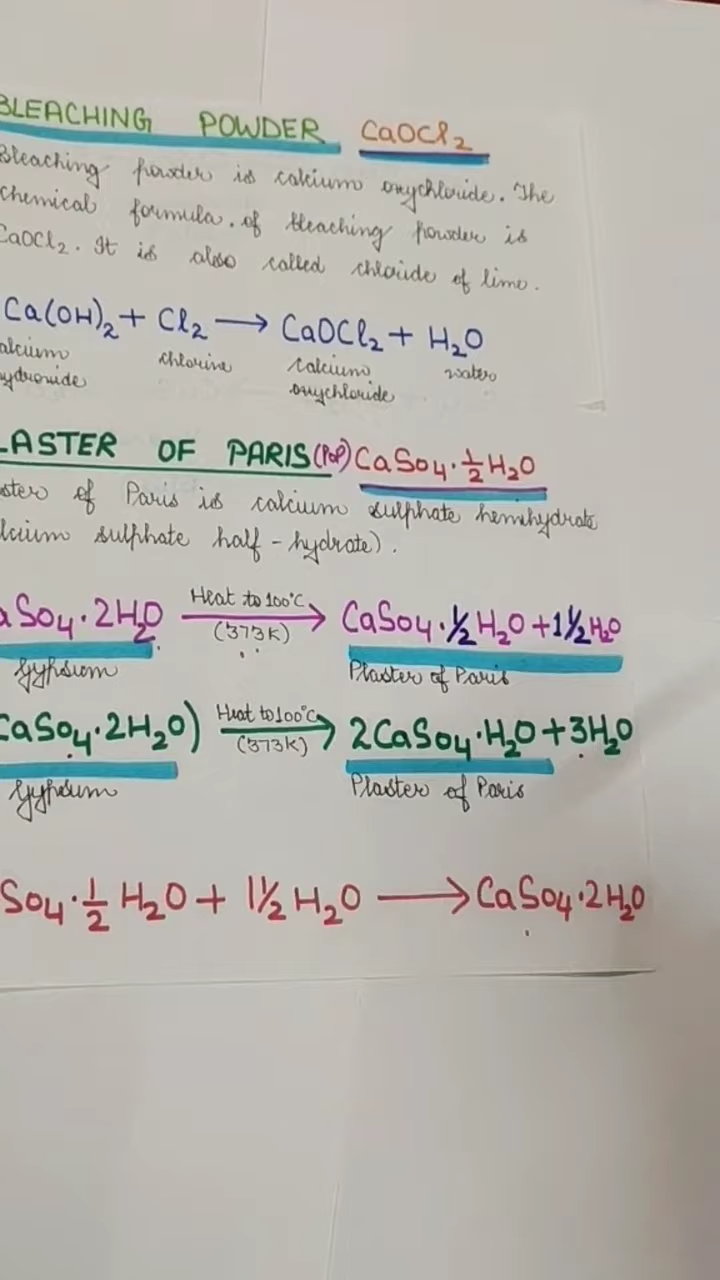 BLEACHING POWDER CaOCl₂
Bleaching powder is calcium oxychloride. The
chemical formula of bleaching powder is
CaOCl₂. It is also called chloride of lime.
Ca(OH)₂ + Cl₂ → CaOCl₂ + H₂O
alcium chlorine calcium water
ydroxide oxychloride
LASTER OF PARIS (POP) CaSo₄·½H₂O
ster of Paris is calcium sulphate hemihydrate
lcium sulphate half-hydrate).
Heat to 100°C
aSo₄·2H₂O → CaSo₄·½H₂O + 1½H₂O
(373K)
Gypsum Plaster of Paris
Heat to 100°C
CaSo₄·2H₂O) → 2CaSo₄·H₂O + 3H₂O
(373K)
Gypsum Plaster of Paris
So₄·½H₂O + 1½H₂O → CaSo₄·2H₂O